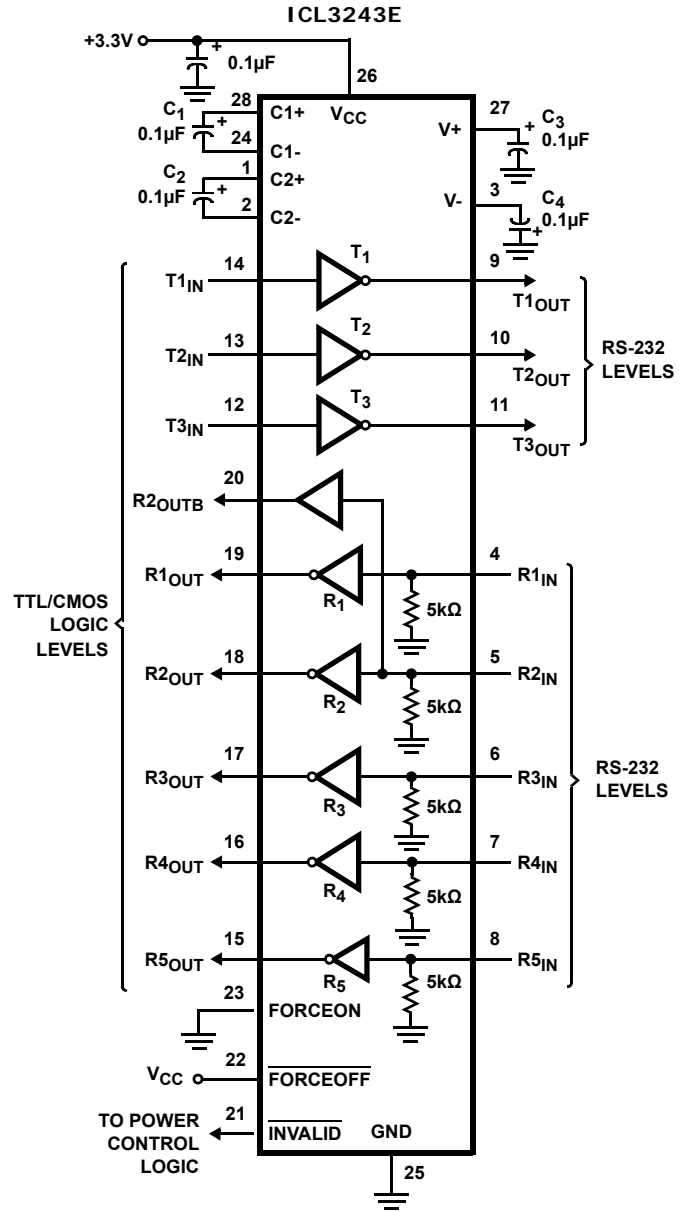 ICL3243E
+3.3V
+
0.1µF
26
28
C1+
VCC
27
C1
0.1µF
+
24
C1-
V+
+
C3
0.1µF
C2
0.1µF
1
C2+
+
2
C2-
3
V-
C4
0.1µF
+
T1IN
14
T1
9
T1OUT
T2IN
13
T2
10
T2OUT
RS-232
LEVELS
T3IN
12
T3
11
T3OUT
R2OUTB
20
R1OUT
19
R1
5kΩ
4
R1IN
TTL/CMOS
LOGIC
LEVELS
R2OUT
18
R2
5kΩ
5
R2IN
R3OUT
17
R3
5kΩ
6
R3IN
RS-232
LEVELS
R4OUT
16
R4
5kΩ
7
R4IN
R5OUT
15
R5
5kΩ
8
R5IN
23
FORCEON
VCC
22
FORCEOFF
TO POWER
CONTROL
LOGIC
21
INVALID
GND
25